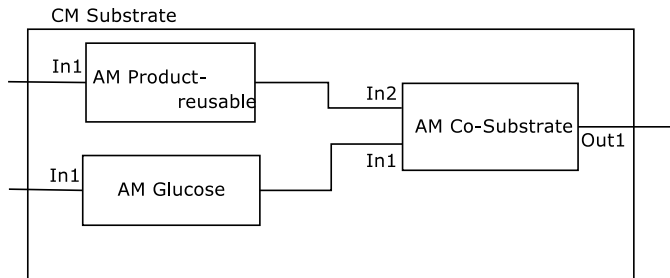 CM Substrate
In1
AM Product-
reusable
In2
AM Co-Substrate
Out1
In1
In1
AM Glucose